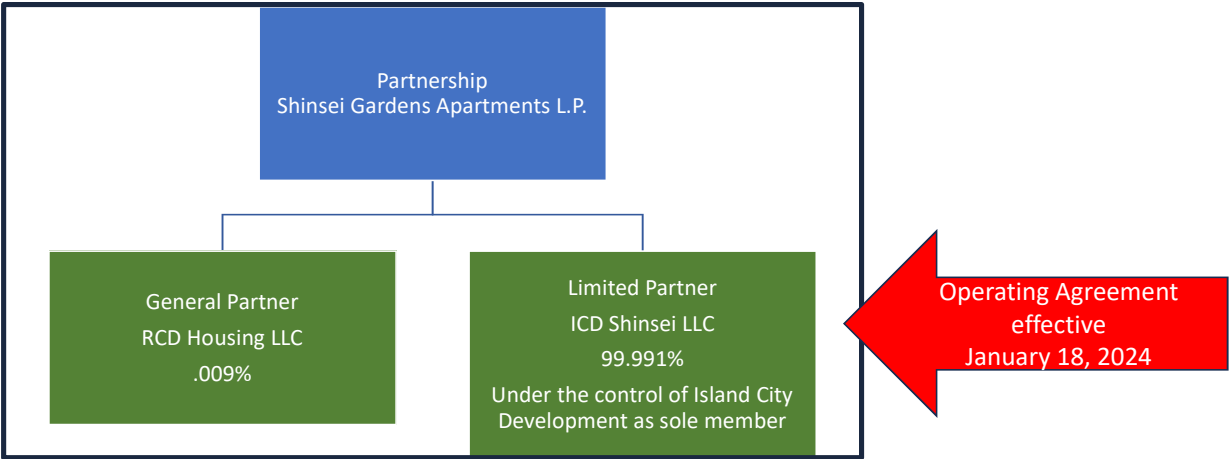 Partnership
Shinsei Gardens Apartments L.P.
General Partner
RCD Housing LLC
.009%
Limited Partner
ICD Shinsei LLC
99.991%
Under the control of Island City
Development as sole member
Operating Agreement
effective
January 18, 2024